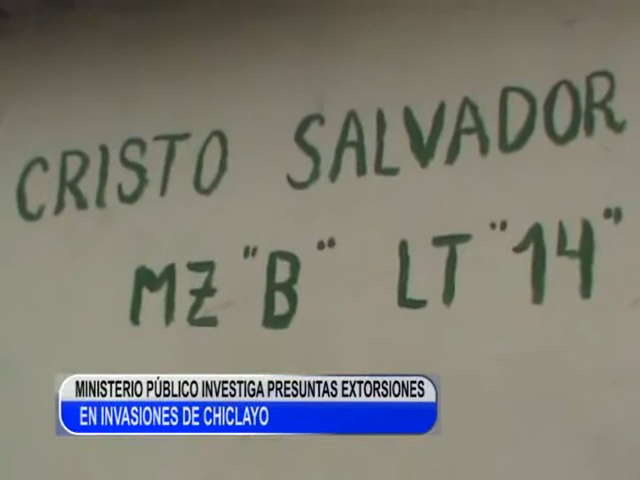 CRISTO SALVADOR
MZ "B" LT "14"
MINISTERIO PÚBLICO INVESTIGA PRESUNTAS EXTORSIONES
EN INVASIONES DE CHICLAYO